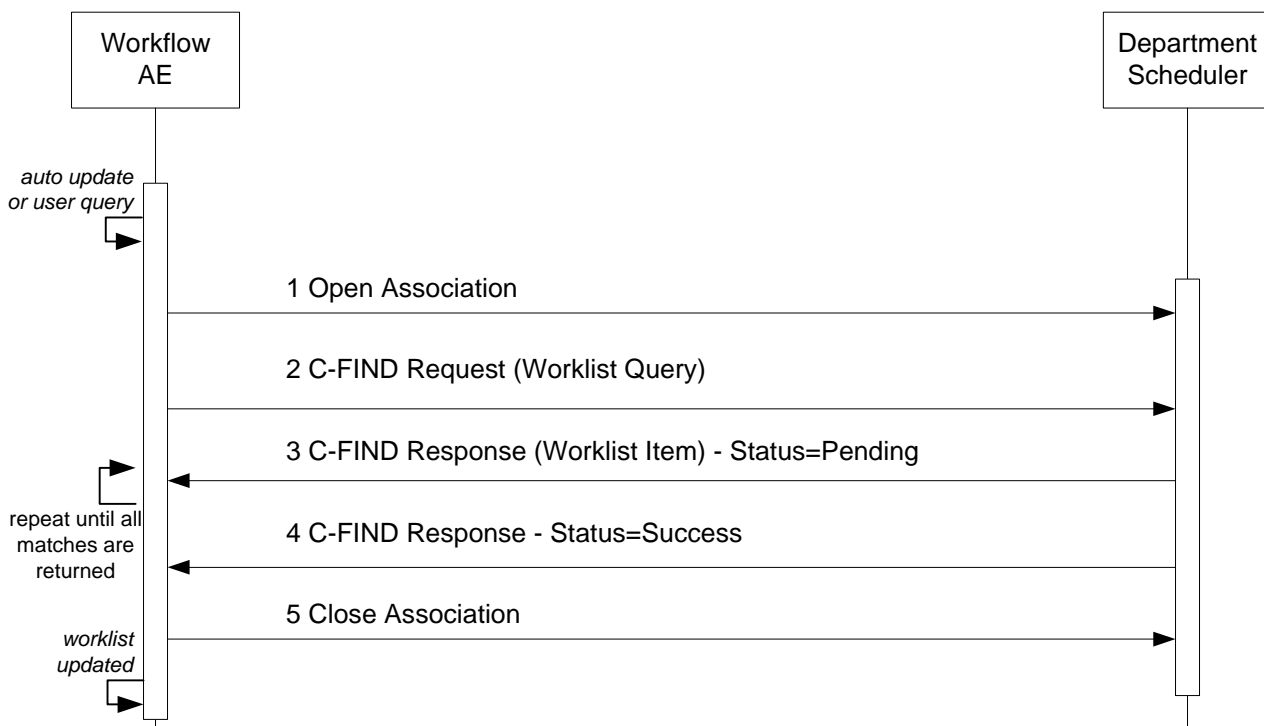 Workflow
AE
Department
Scheduler
auto update
or user query
1 Open Association
2 C-FIND Request (Worklist Query)
3 C-FIND Response (Worklist Item) - Status=Pending
repeat until all
matches are
returned
4 C-FIND Response - Status=Success
5 Close Association
worklist
updated